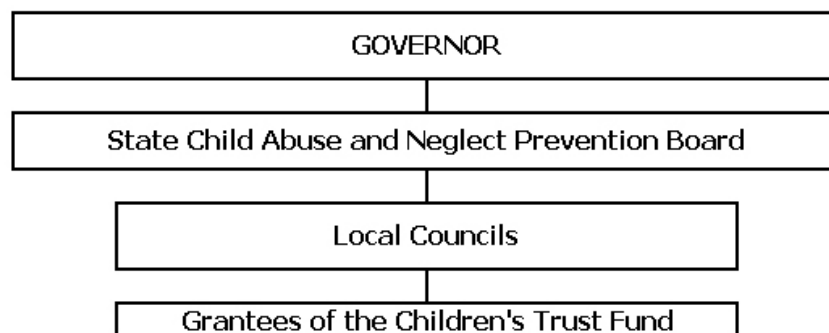 GOVERNOR
State Child Abuse and Neglect Prevention Board
Local Councils
Grantees of the Children's Trust Fund